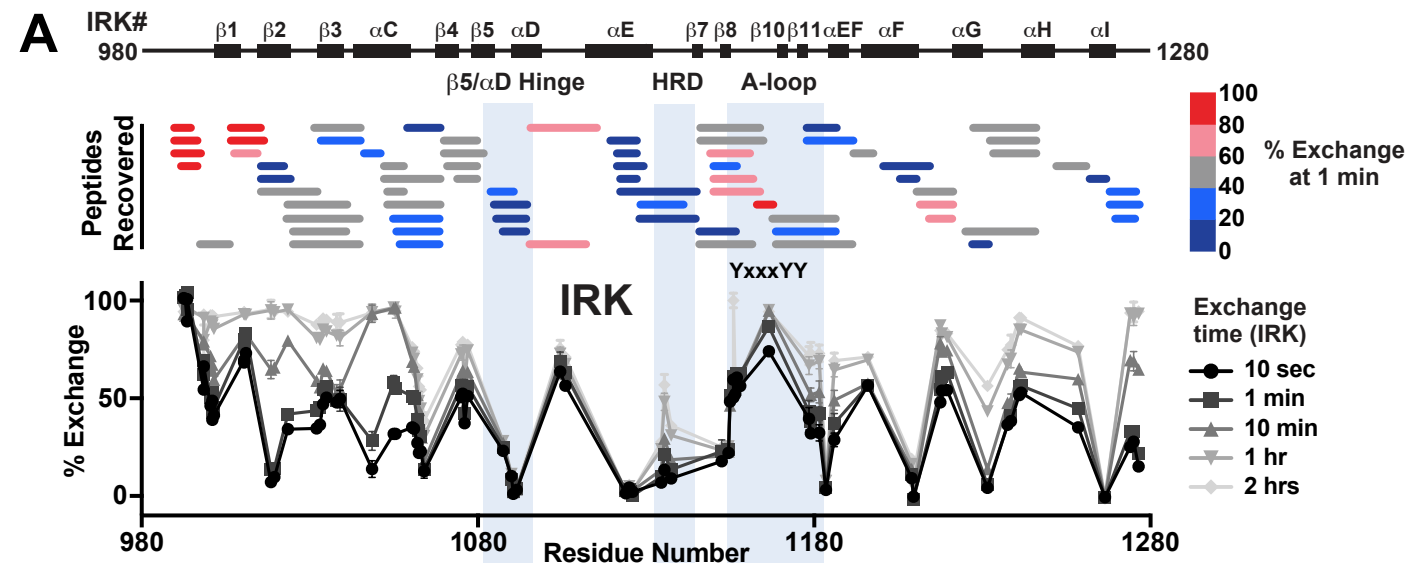 A
IRK#
β1 β2 β3 αC β4 β5 αD αE β7 β8 β10 β11 αEF αF αG αH αI
980 1280
β5/αD Hinge HRD A-loop
Peptides
Recovered
100
80
60
40
20
0
% Exchange
at 1 min
YxxxYY
IRK
% Exchange
100
50
0
980 1080 1180 1280
Residue Number
Exchange
time (IRK)
10 sec
1 min
10 min
1 hr
2 hrs